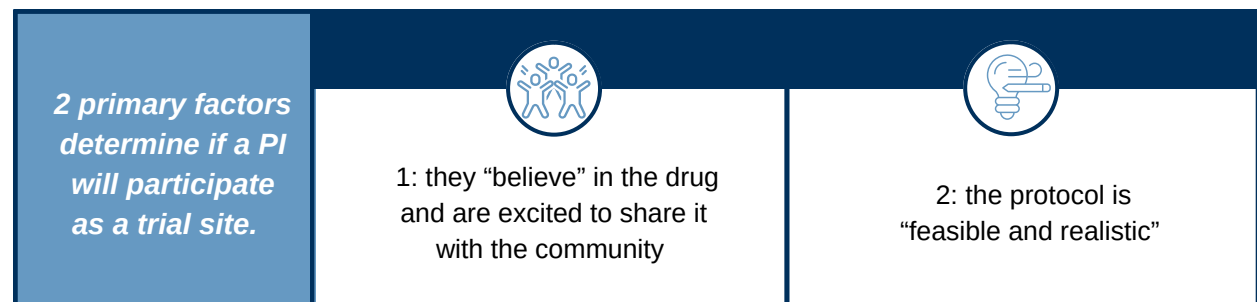 2 primary factors
determine if a PI
will participate
as a trial site.
1: they “believe” in the drug
and are excited to share it
with the community
2: the protocol is
“feasible and realistic”